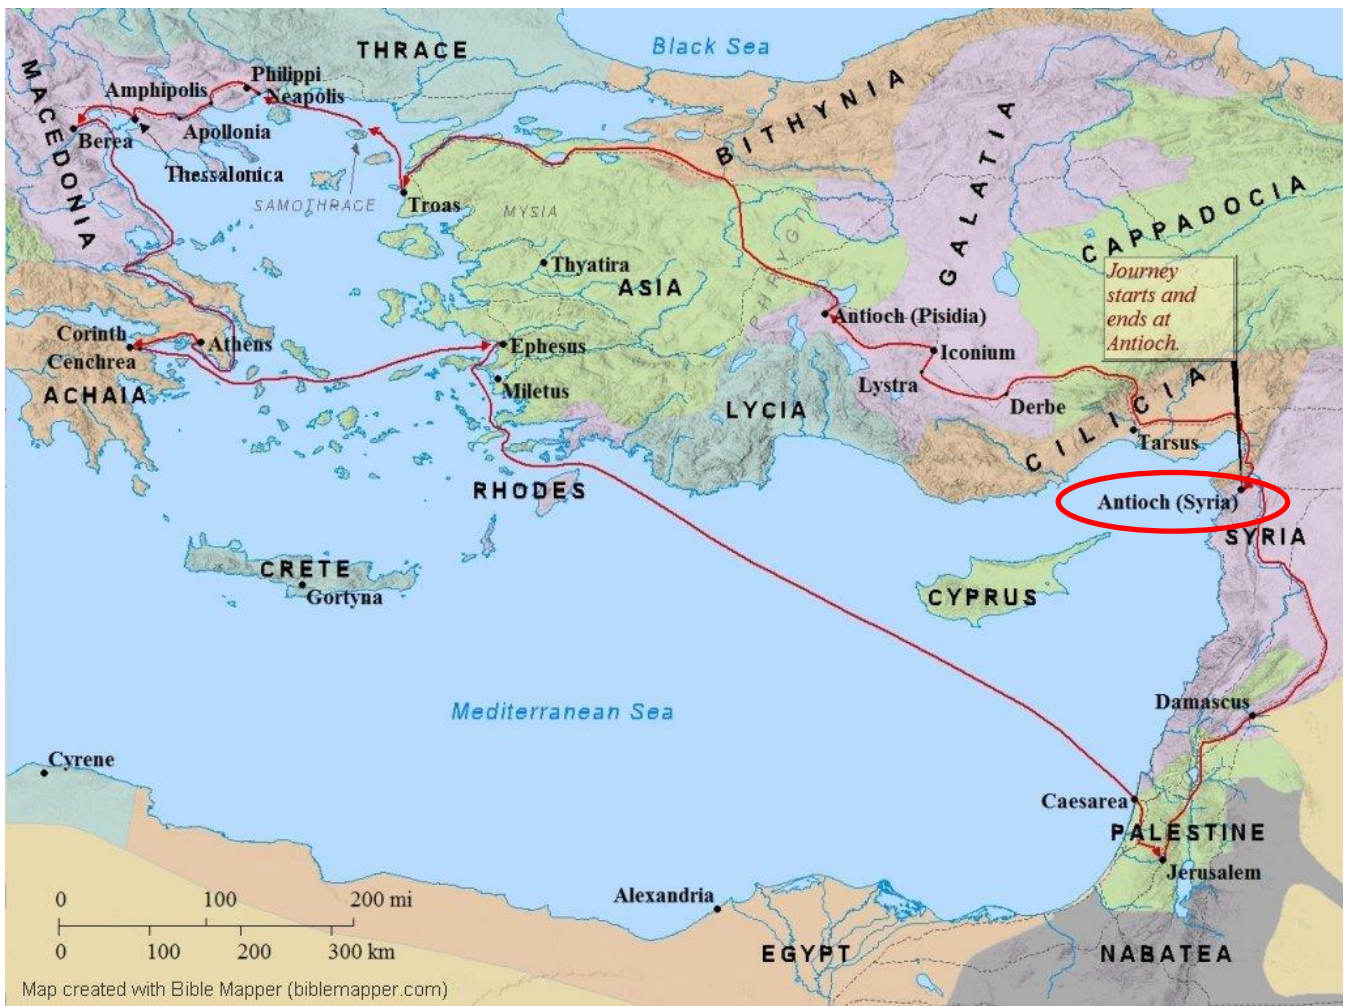 Black Sea
THRACE
MACEDONIA
Philippi
Neapolis
Amphipolis
Apollonia
Berea
Thessalonica
SAMOTHRACE
Troas
MYSIA
BITHYNIA
PONTUS
GALATIA
CAPPADOCIA
Journey
starts and
ends at
Antioch.
Thyatira
ASIA
PHRYG
Antioch (Pisidia)
Iconium
Lystra
Derbe
CILICIA
Tarsus
Corinth
Cenchrea
Athens
ACHAIA
Ephesus
Miletus
LYCIA
RHODES
Antioch (Syria)
SYRIA
CRETE
Gortyna
CYPRUS
Mediterranean Sea
Damascus
Cyrene
Caesarea
PALESTINE
Jerusalem
Alexandria
EGYPT
NABATEA
0 100 200 mi
0 100 200 300 km
Map created with Bible Mapper (biblemapper.com)